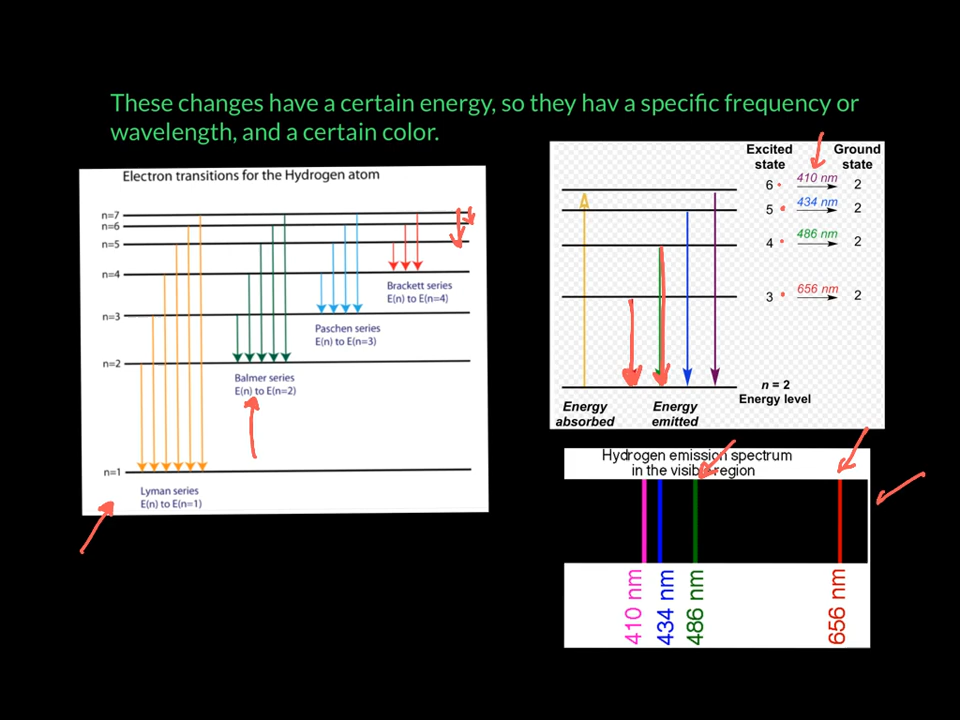 These changes have a certain energy, so they hav a specific frequency or
wavelength, and a certain color.
Electron transitions for the Hydrogen atom
n=7
n=6
n=5
n=4
n=3
n=2
n=1
Brackett series
E(n) to E(n=4)
Paschen series
E(n) to E(n=3)
Balmer series
E(n) to E(n=2)
Lyman series
E(n) to E(n=1)
Excited
state
Ground
state
6 410 nm 2
5 434 nm 2
4 486 nm 2
3 656 nm 2
n = 2
Energy level
Energy
absorbed
Energy
emitted
Hydrogen emission spectrum
in the visible region
410 nm
434 nm
486 nm
656 nm